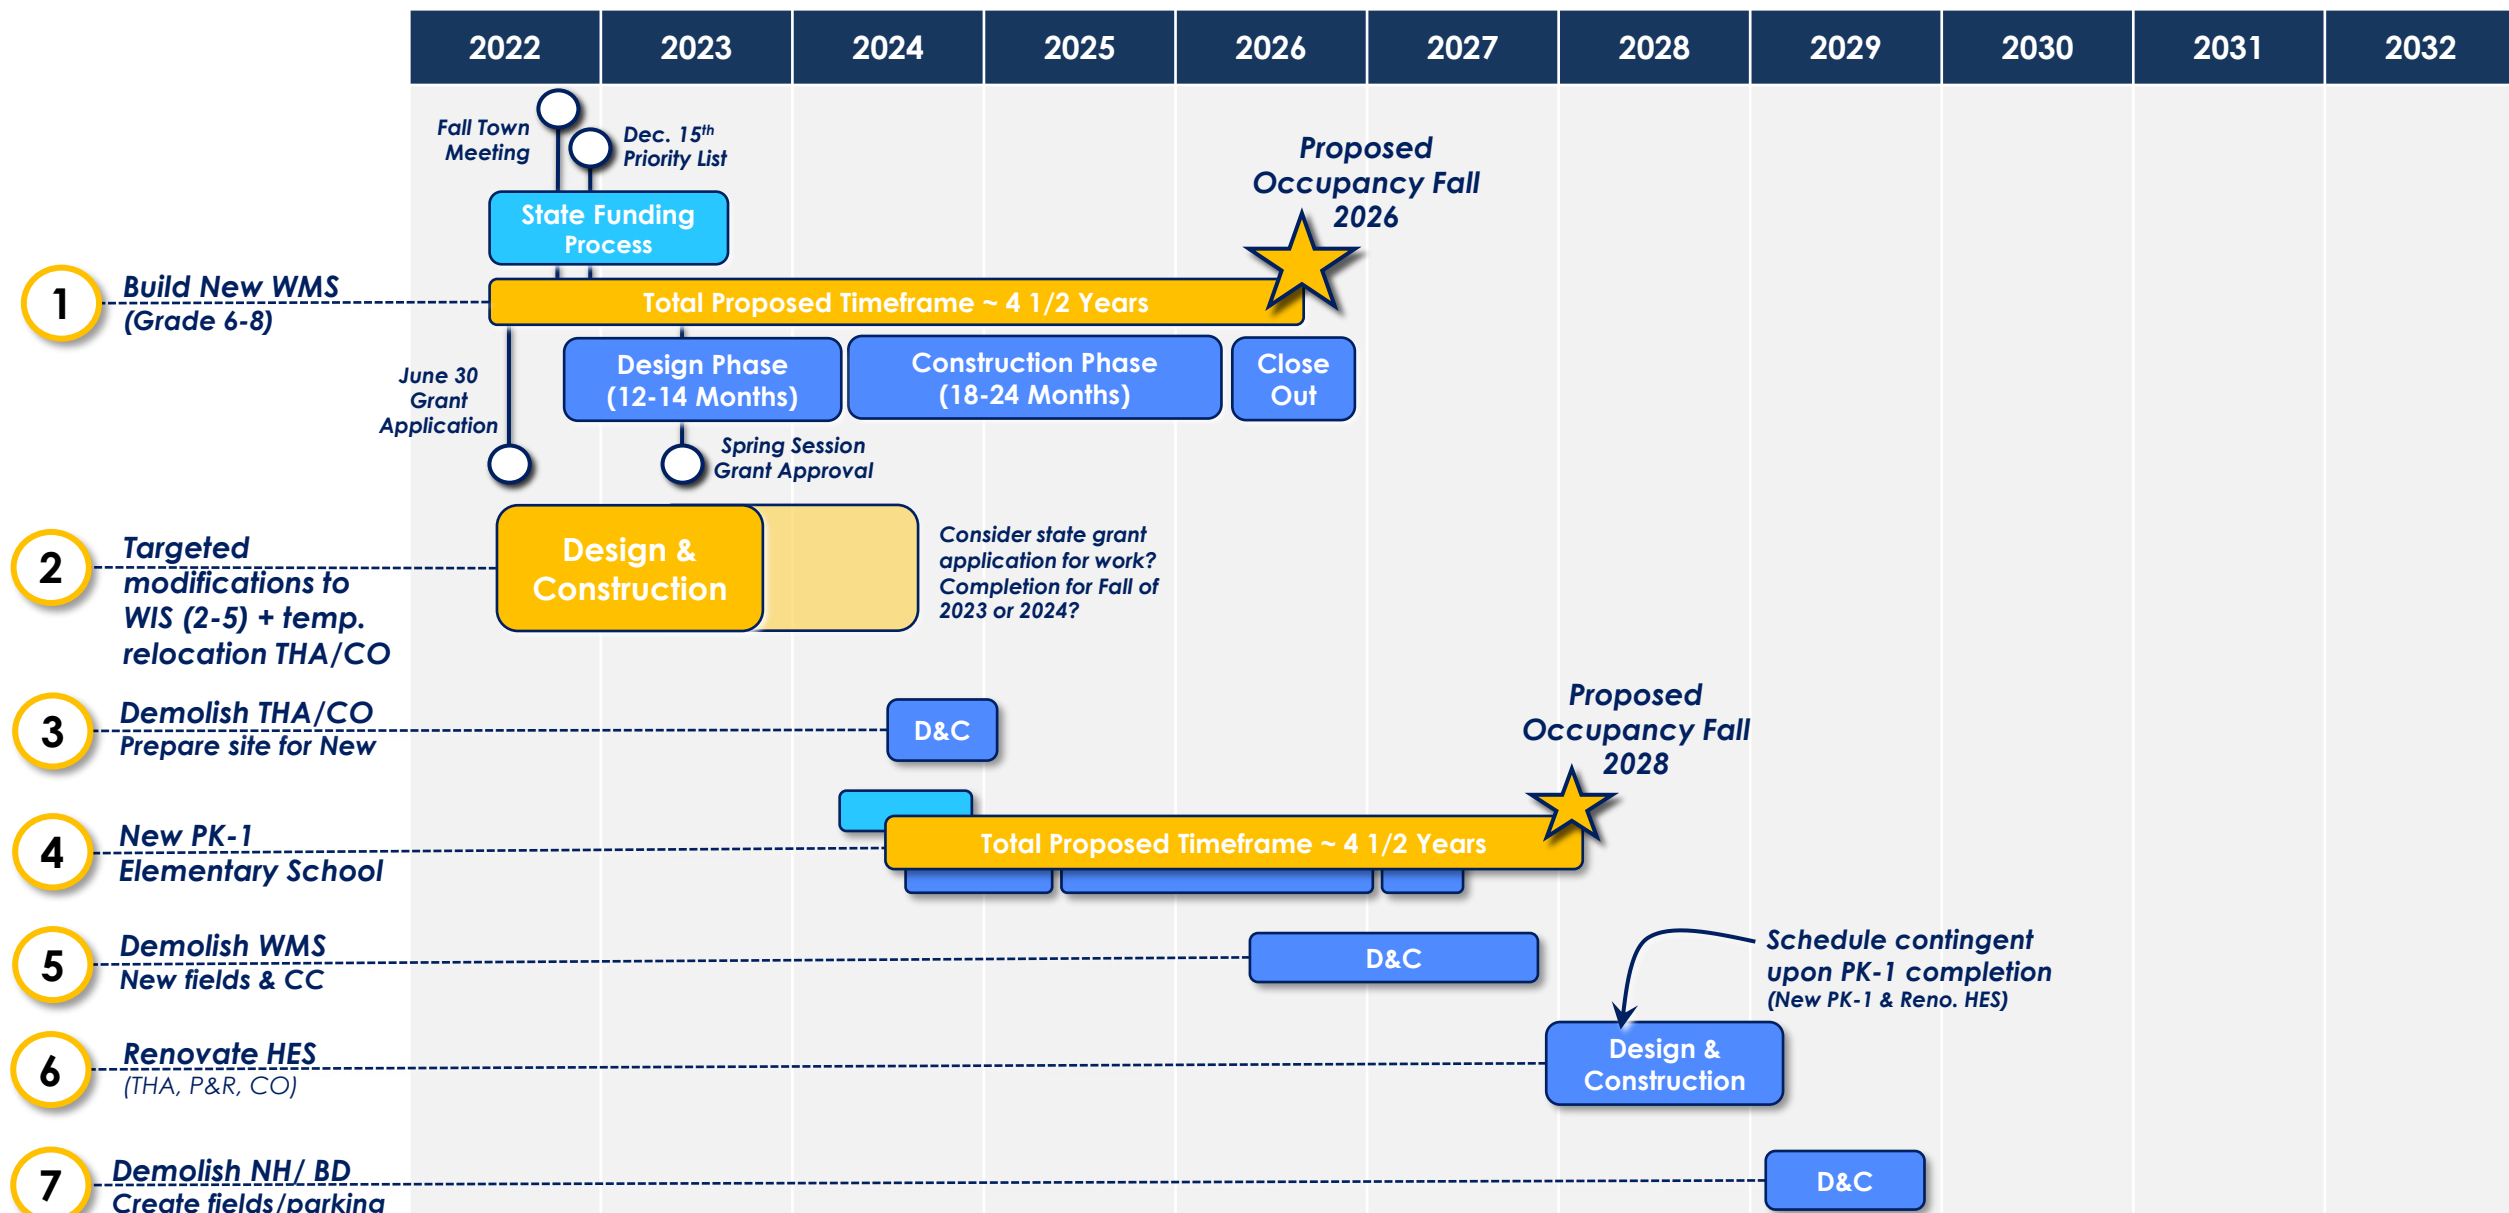 2022 2023 2024 2025 2026 2027 2028 2029 2030 2031 2032
Fall Town
Meeting
Dec. 15th
Priority List
Proposed
Occupancy Fall
2026
State Funding
Process
1
Build New WMS
(Grade 6-8)
Total Proposed Timeframe ~ 4 1/2 Years
Design Phase
(12-14 Months)
Construction Phase
(18-24 Months)
Close
Out
June 30
Grant
Application
Spring Session
Grant Approval
2
Targeted
modifications to
WIS (2-5) + temp.
relocation THA/CO
Design &
Construction
Consider state grant
application for work?
Completion for Fall of
2023 or 2024?
3
Demolish THA/CO
Prepare site for New
D&C
Proposed
Occupancy Fall
2028
4
New PK-1
Elementary School
Total Proposed Timeframe ~ 4 1/2 Years
5
Demolish WMS
New fields & CC
D&C
Schedule contingent
upon PK-1 completion
(New PK-1 & Reno. HES)
6
Renovate HES
(THA, P&R, CO)
Design &
Construction
7
Demolish NH/ BD
Create fields/parking
D&C